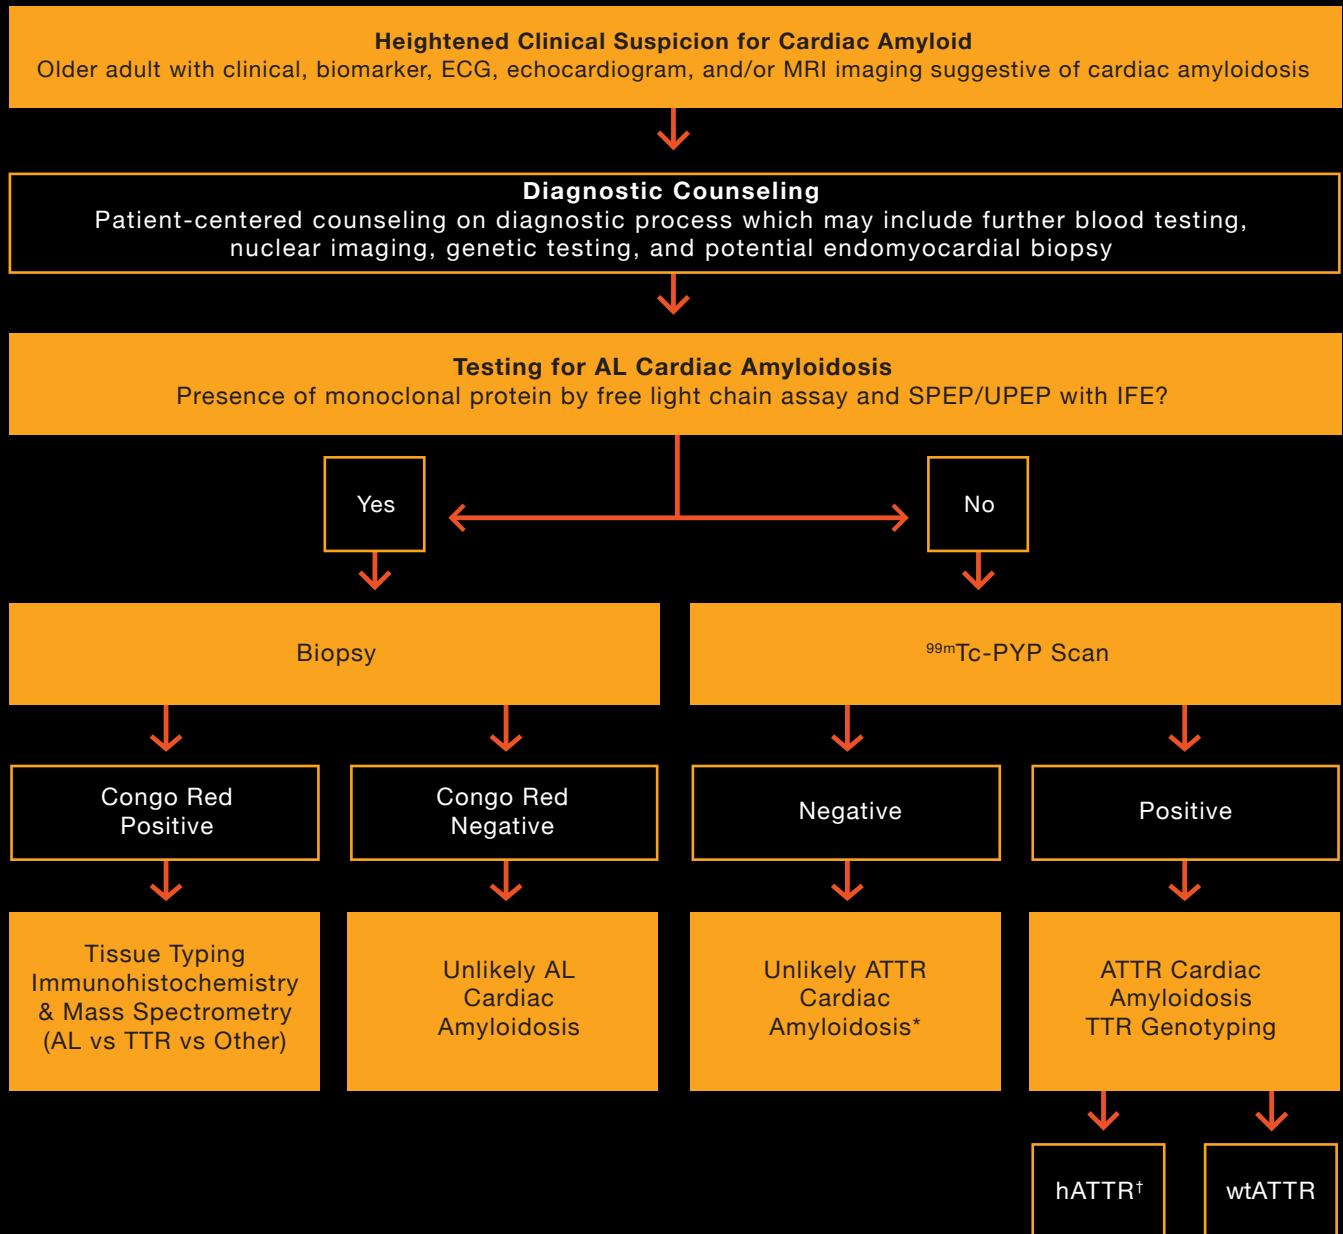 Heightened Clinical Suspicion for Cardiac Amyloid
Older adult with clinical, biomarker, ECG, echocardiogram, and/or MRI imaging suggestive of cardiac amyloidosis
Diagnostic Counseling
Patient-centered counseling on diagnostic process which may include further blood testing,
nuclear imaging, genetic testing, and potential endomyocardial biopsy
Testing for AL Cardiac Amyloidosis
Presence of monoclonal protein by free light chain assay and SPEP/UPEP with IFE?
Yes
No
Biopsy
⁹⁹ᵐTc-PYP Scan
Congo Red
Positive
Congo Red
Negative
Negative
Positive
Tissue Typing
Immunohistochemistry
& Mass Spectrometry
(AL vs TTR vs Other)
Unlikely AL
Cardiac
Amyloidosis
Unlikely ATTR
Cardiac
Amyloidosis*
ATTR Cardiac
Amyloidosis
TTR Genotyping
hATTR†
wtATTR